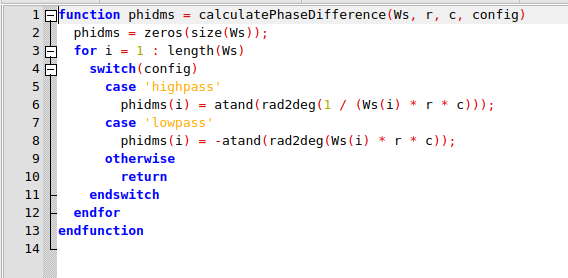 1 function phidms = calculatePhaseDifference(Ws, r, c, config)
2 phidms = zeros(size(Ws));
3 for i = 1 : length(Ws)
4 switch(config)
5 case 'highpass'
6 phidms(i) = atand(rad2deg(1 / (Ws(i) * r * c)));
7 case 'lowpass'
8 phidms(i) = -atand(rad2deg(Ws(i) * r * c));
9 otherwise
10 return
11 endswitch
12 endfor
13 endfunction
14